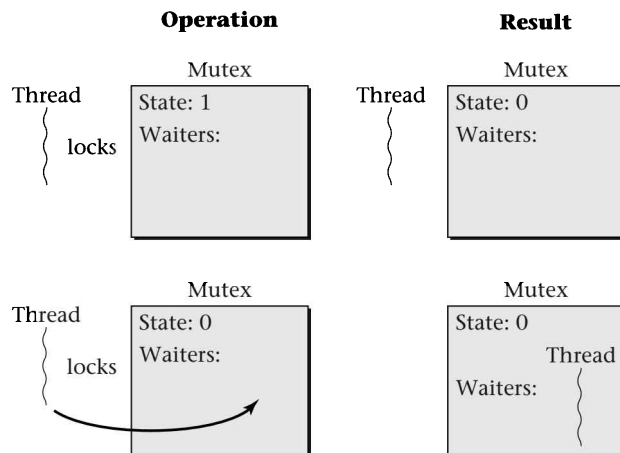 Operation Result
Mutex Mutex
Thread State: 1 Thread State: 0
locks Waiters: Waiters:
Mutex Mutex
Thread State: 0 State: 0
locks Waiters: Thread
Waiters: